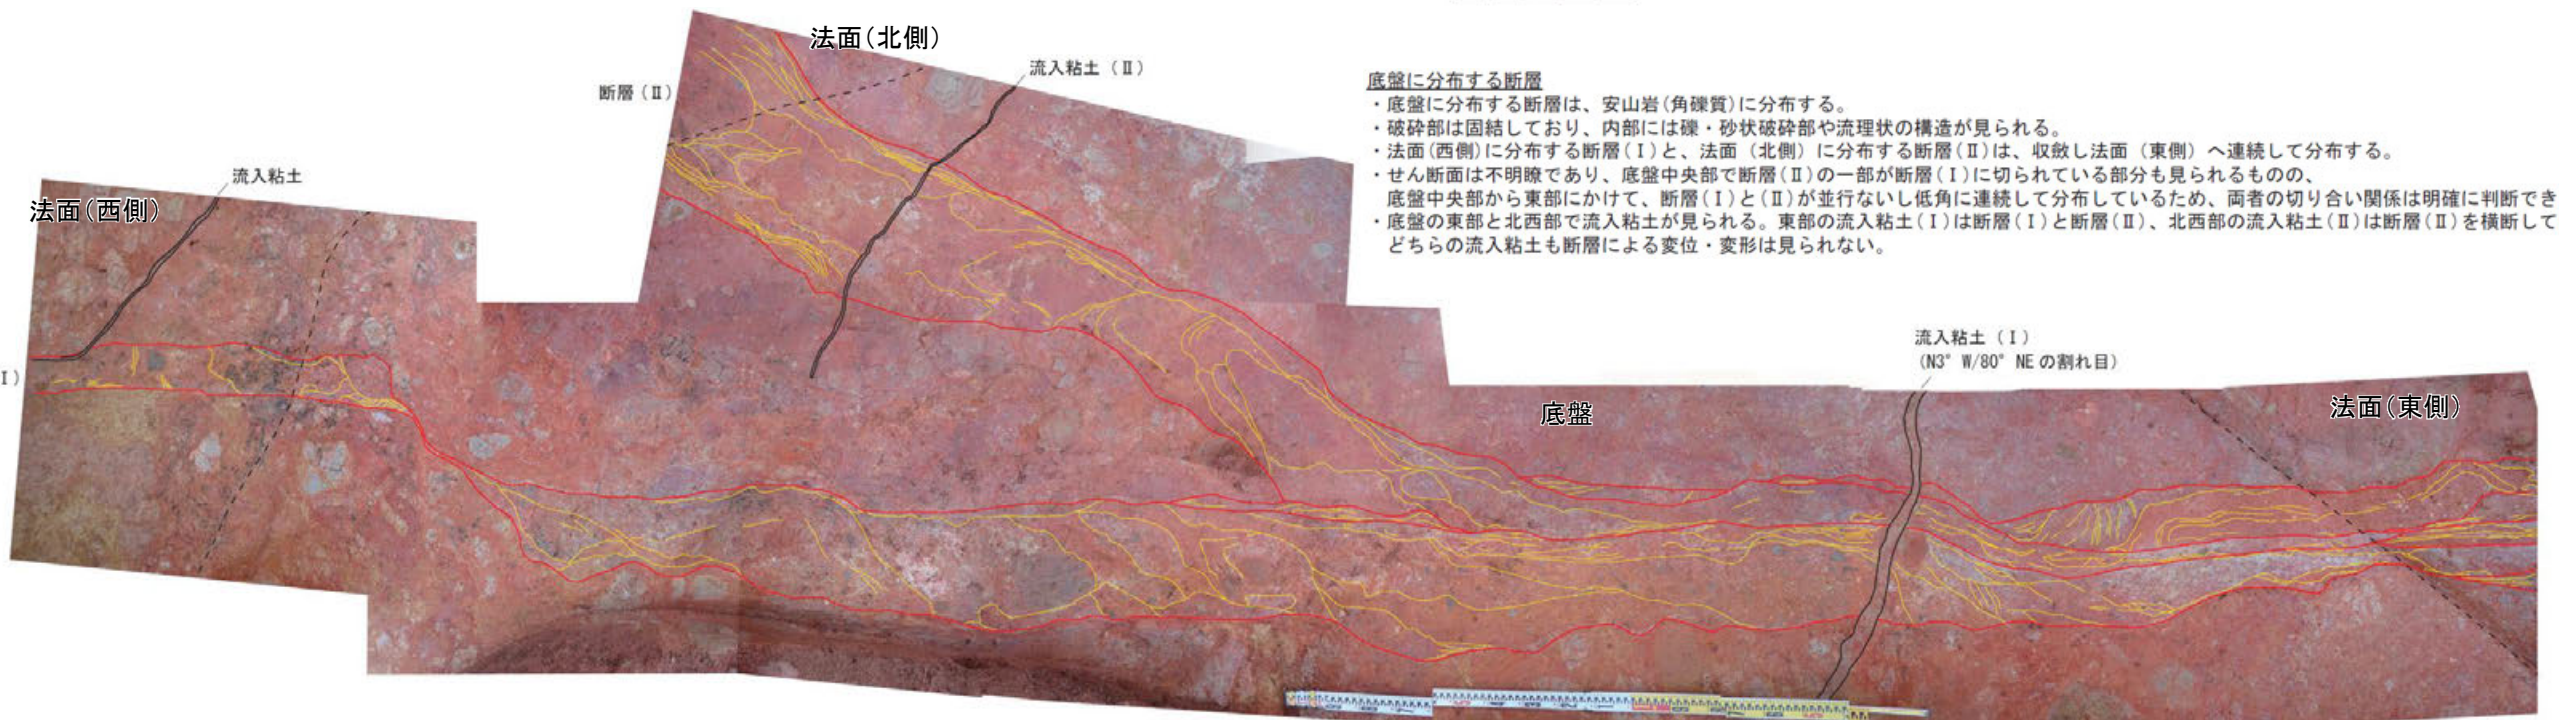 法面(北側)
流入粘土(Ⅱ)
断層(Ⅱ)
流入粘土
法面(西側)
Ⅰ)
底盤に分布する断層
・底盤に分布する断層は、安山岩(角礫質)に分布する。
・破砕部は固結しており、内部には礫・砂状破砕部や流理状の構造が見られる。
・法面(西側)に分布する断層(Ⅰ)と、法面(北側)に分布する断層(Ⅱ)は、収斂し法面(東側)へ連続して分布する。
・せん断面は不明瞭であり、底盤中央部で断層(Ⅱ)の一部が断層(Ⅰ)に切られている部分も見られるものの、
底盤中央部から東部にかけて、断層(Ⅰ)と(Ⅱ)が並行ないし低角に連続して分布しているため、両者の切り合い関係は明確に判断でき
・底盤の東部と北西部で流入粘土が見られる。東部の流入粘土(Ⅰ)は断層(Ⅰ)と断層(Ⅱ)、北西部の流入粘土(Ⅱ)は断層(Ⅱ)を横断して
どちらの流入粘土も断層による変位・変形は見られない。
流入粘土(Ⅰ)
(N3°W/80°NEの割れ目)
底盤
法面(東側)